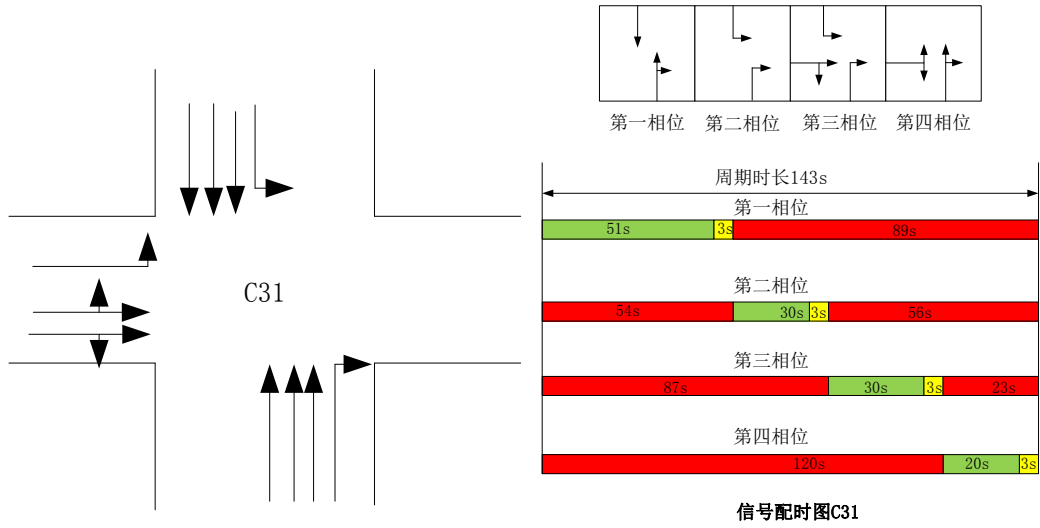 C31
第一相位 第二相位 第三相位 第四相位
周期时长143s
第一相位
51s 3s 89s
第二相位
54s 30s 3s 56s
第三相位
87s 30s 3s 23s
第四相位
120s 20s 3s
信号配时图C31